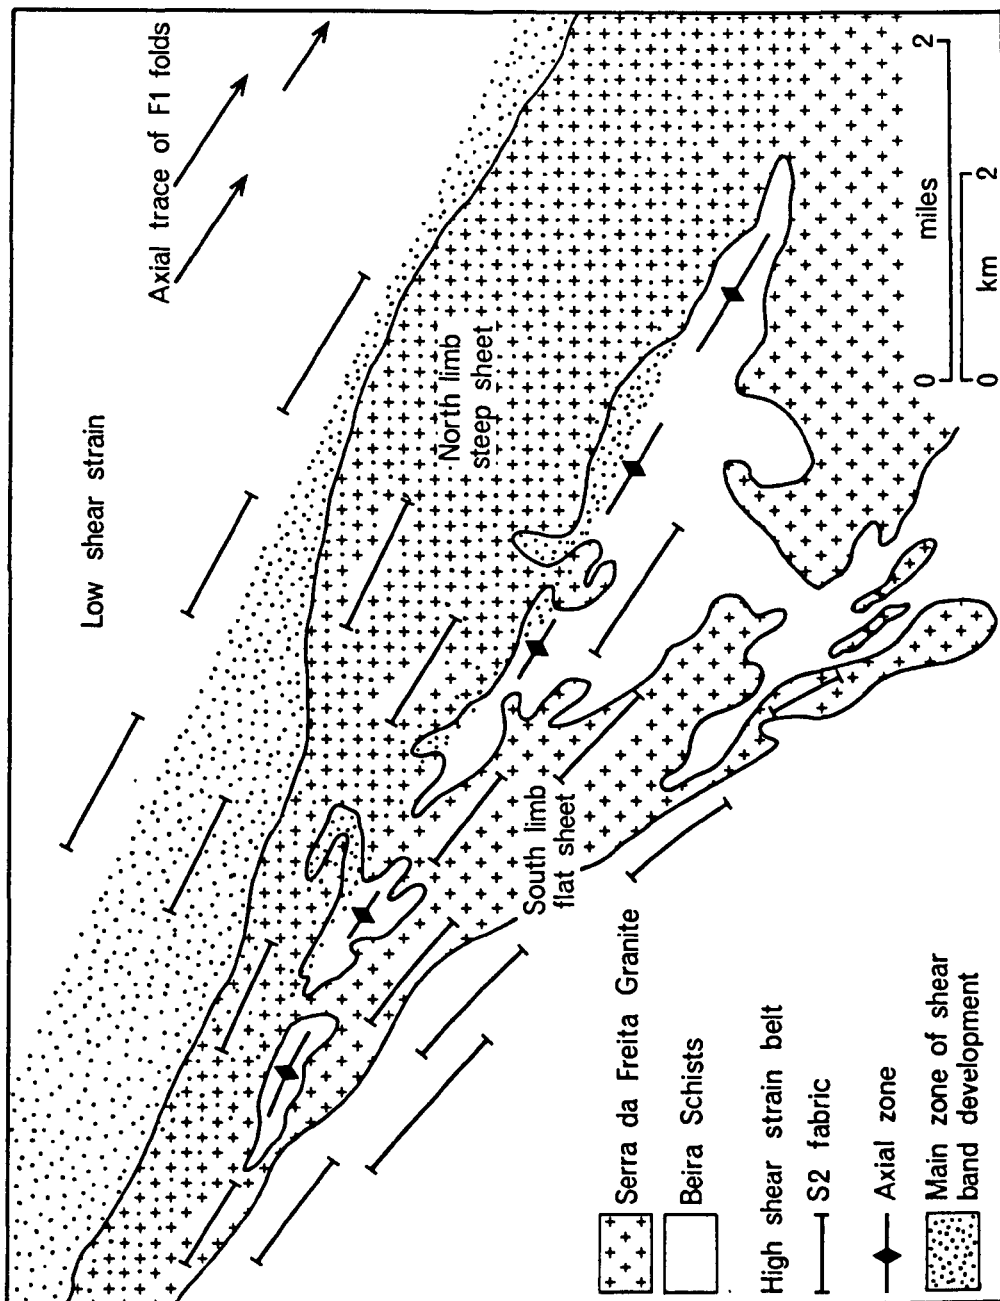 Axial trace of F1 folds
Low shear strain
North limb
steep sheet
South limb
flat sheet
Serra da Freita Granite
Beira Schists
High shear strain belt
S2 fabric
Axial zone
Main zone of shear
band development
0 miles 2
0 km 2